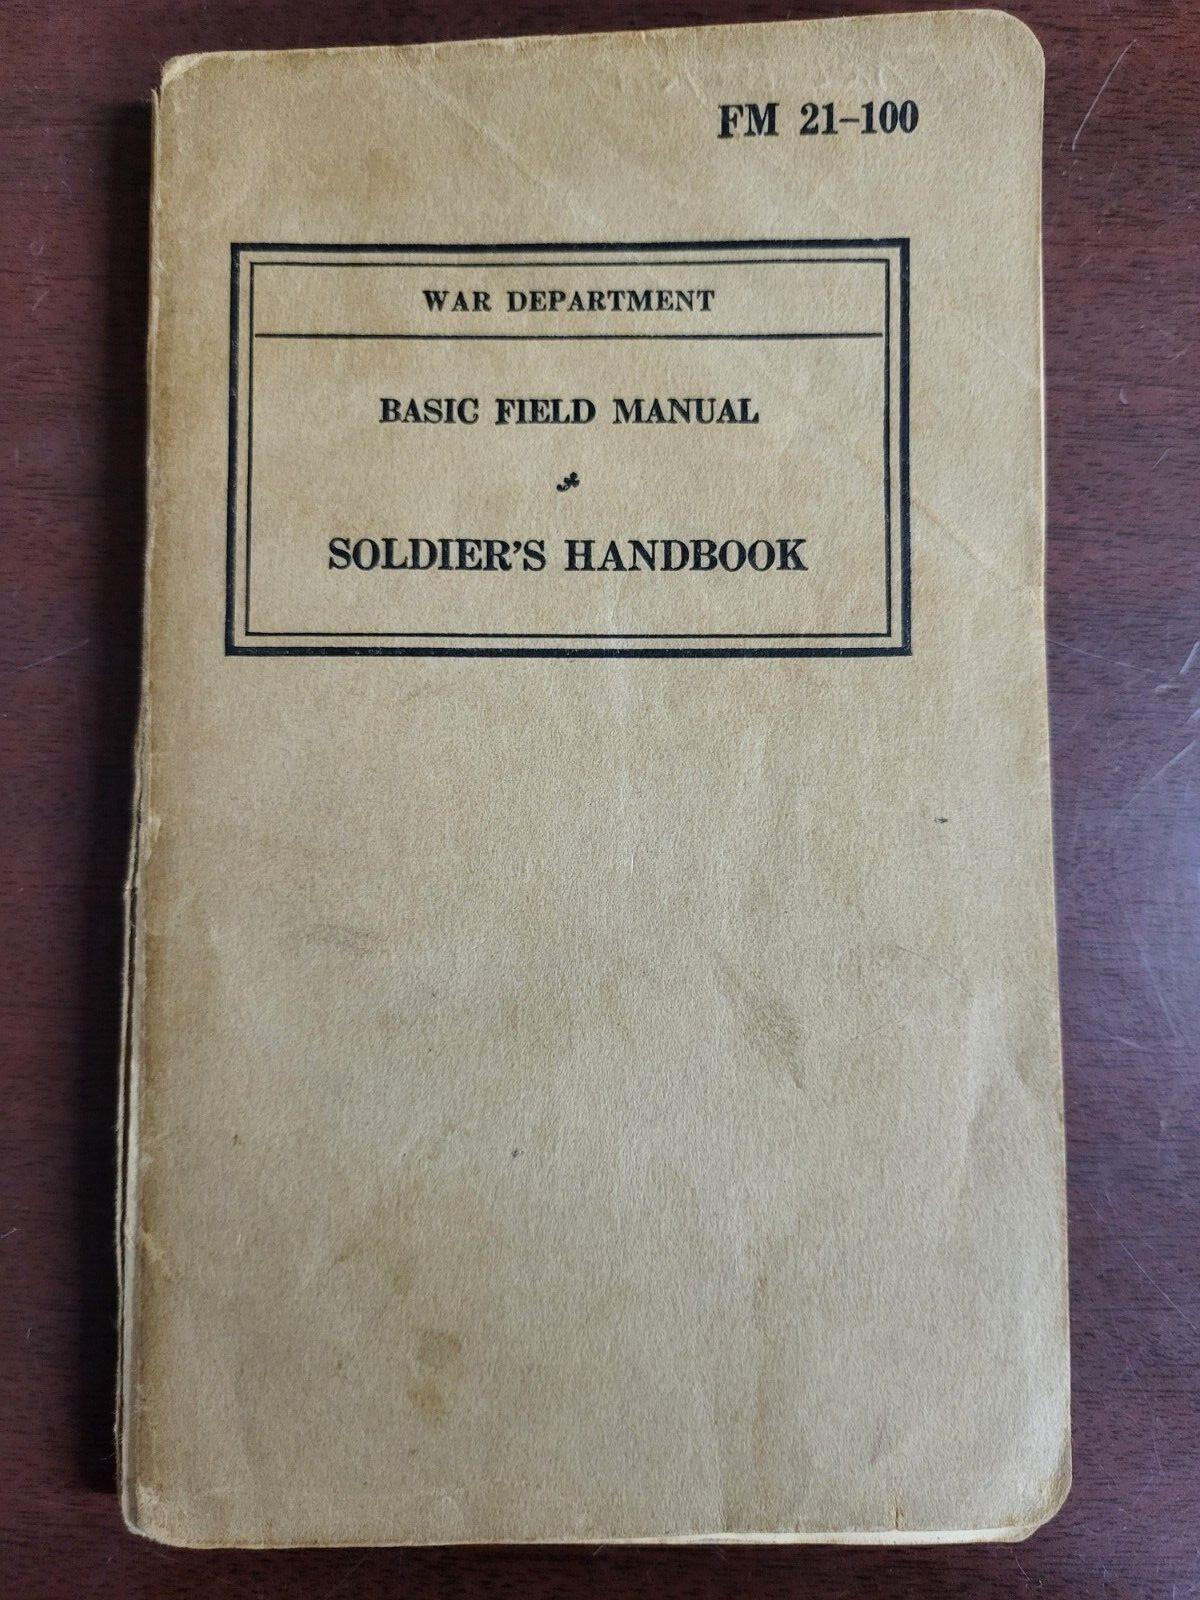 FM 21–100
WAR DEPARTMENT
BASIC FIELD MANUAL
SOLDIER'S HANDBOOK